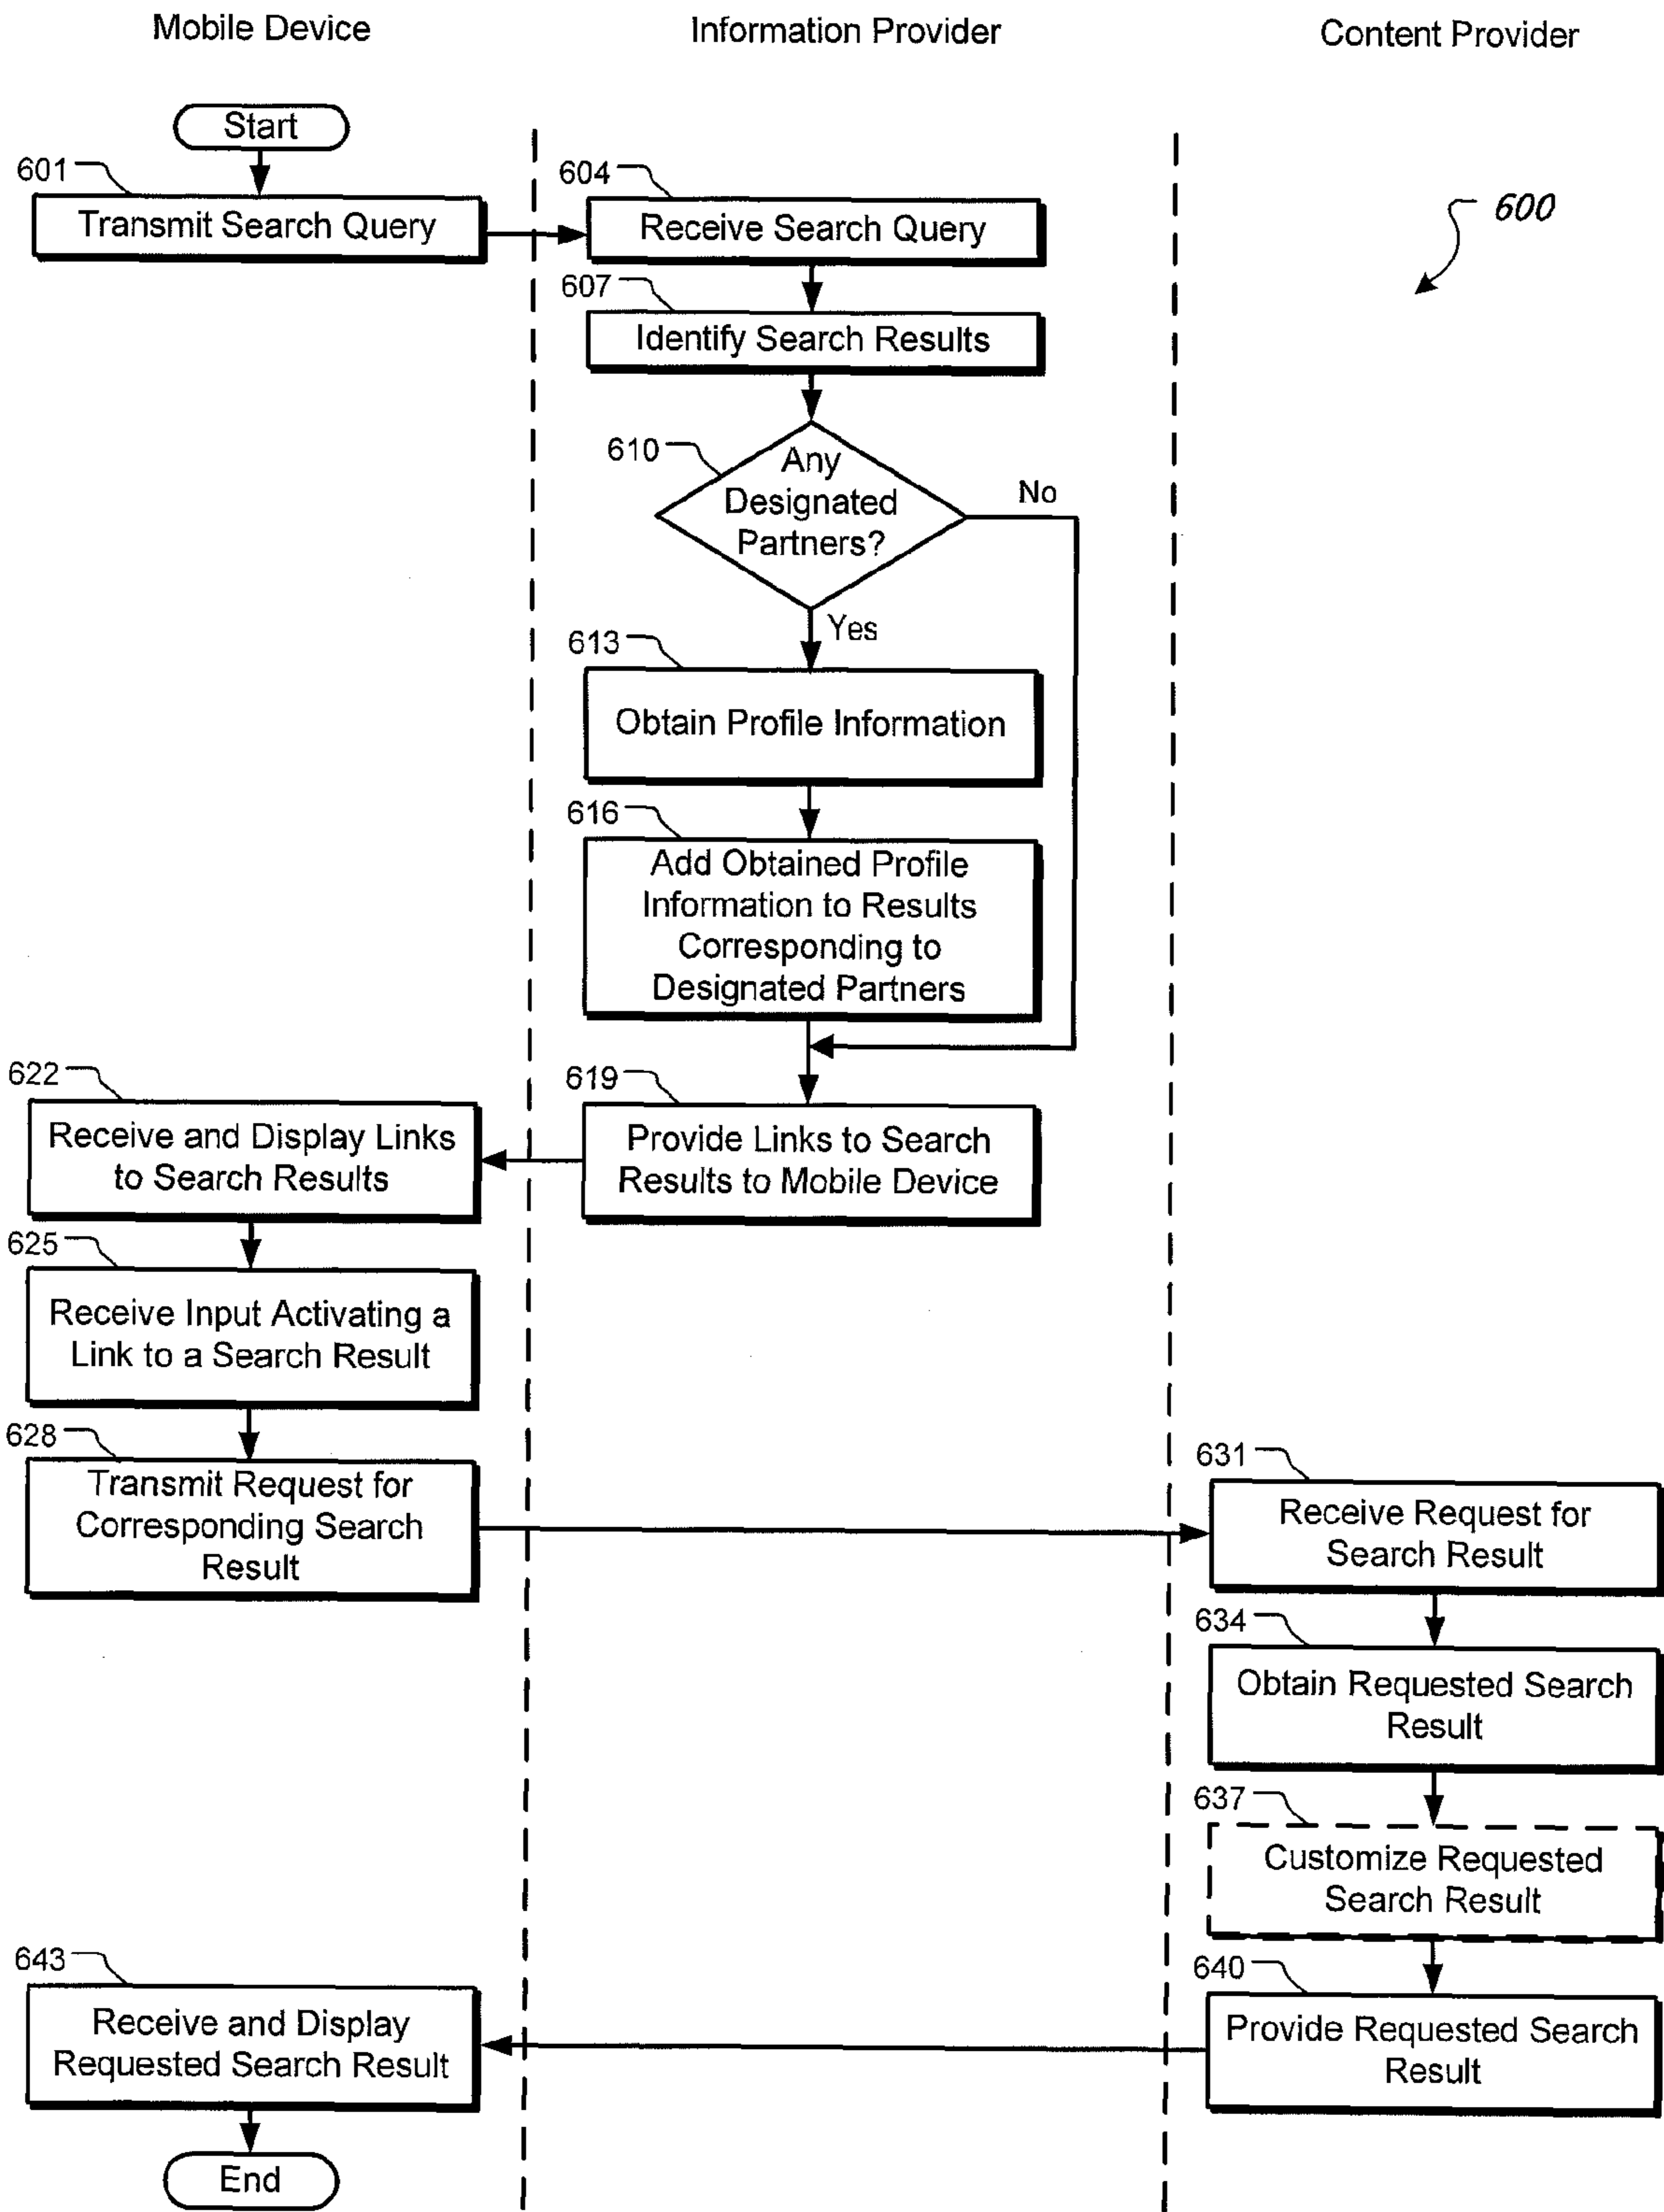 Mobile Device
Information Provider
Content Provider
Start
600
601
Transmit Search Query
604
Receive Search Query
607
Identify Search Results
610
Any
Designated
Partners?
No
Yes
613
Obtain Profile Information
616
Add Obtained Profile
Information to Results
Corresponding to
Designated Partners
619
Provide Links to Search
Results to Mobile Device
622
Receive and Display Links
to Search Results
625
Receive Input Activating a
Link to a Search Result
628
Transmit Request for
Corresponding Search
Result
631
Receive Request for
Search Result
634
Obtain Requested Search
Result
637
Customize Requested
Search Result
640
Provide Requested Search
Result
643
Receive and Display
Requested Search Result
End